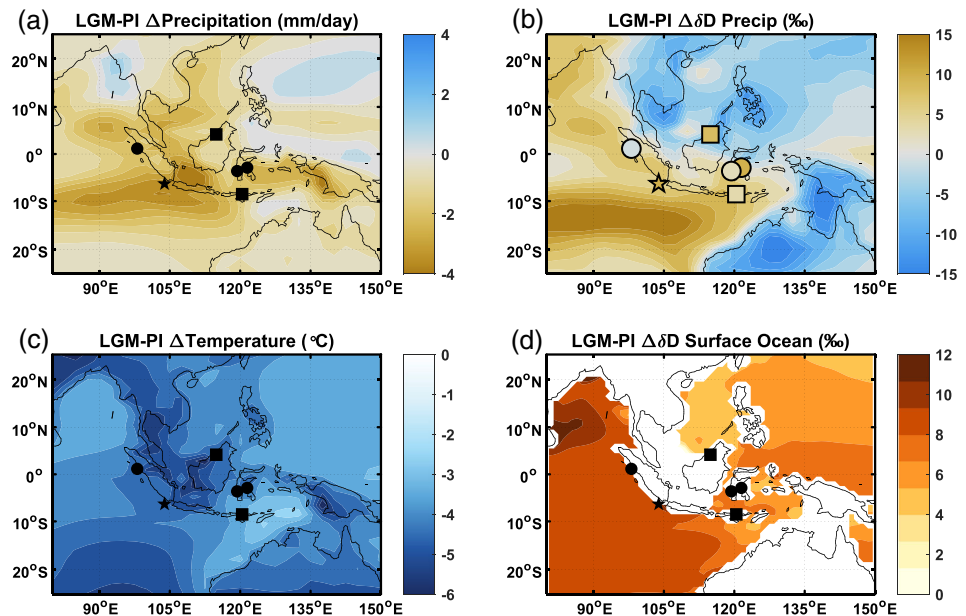 (a) LGM-PI ΔPrecipitation (mm/day)
20°N
10°N
0°
10°S
20°S
90°E 105°E 120°E 135°E 150°E
4
2
0
-2
-4
(b) LGM-PI ΔδD Precip (‰)
20°N
10°N
0°
10°S
20°S
90°E 105°E 120°E 135°E 150°E
15
10
5
0
-5
-10
-15
(c) LGM-PI ΔTemperature (°C)
20°N
10°N
0°
10°S
20°S
90°E 105°E 120°E 135°E 150°E
0
-1
-2
-3
-4
-5
-6
(d) LGM-PI ΔδD Surface Ocean (‰)
20°N
10°N
0°
10°S
20°S
90°E 105°E 120°E 135°E 150°E
12
10
8
6
4
2
0